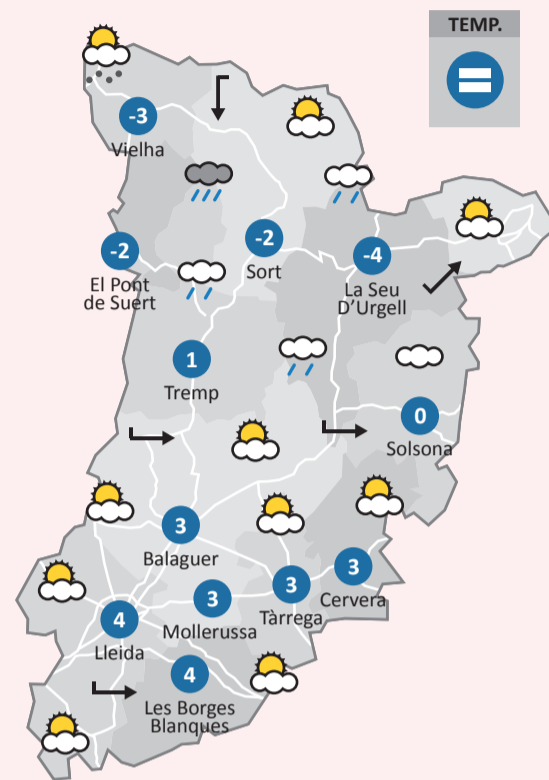 TEMP.
-3
Vielha
-2
El Pont
de Suert
-2
Sort
-4
La Seu
D’Urgell
1
Tremp
0
Solsona
3
Balaguer
3
Mollerussa
3
Tàrrega
3
Cervera
4
Lleida
4
Les Borges
Blanques